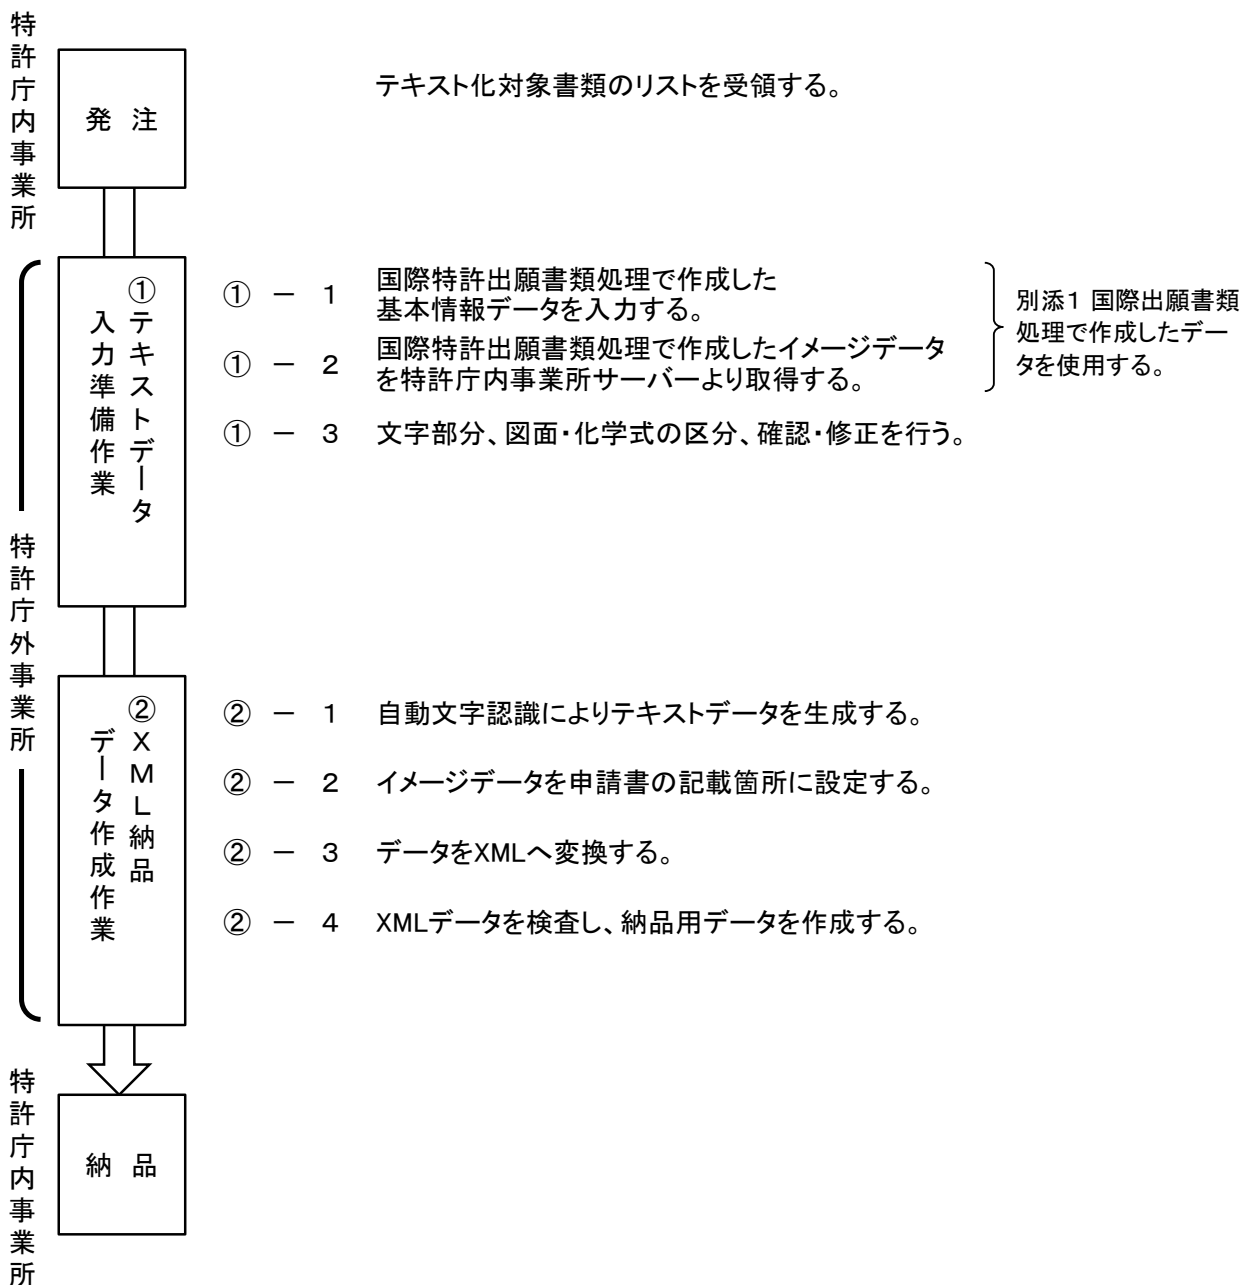 特許庁内事業所
発 注
テキスト化対象書類のリストを受領する。
特許庁外事業所
①テキストデータ
入力準備作業
① － 1 国際特許出願書類処理で作成した
基本情報データを入力する。
① － 2 国際特許出願書類処理で作成したイメージデータ
を特許庁内事業所サーバーより取得する。
別添1 国際出願書類
処理で作成したデー
タを使用する。
① － 3 文字部分、図面・化学式の区分、確認・修正を行う。
②XML納品
データ作成作業
② － 1 自動文字認識によりテキストデータを生成する。
② － 2 イメージデータを申請書の記載箇所に設定する。
② － 3 データをXMLへ変換する。
② － 4 XMLデータを検査し、納品用データを作成する。
特許庁内事業所
納 品